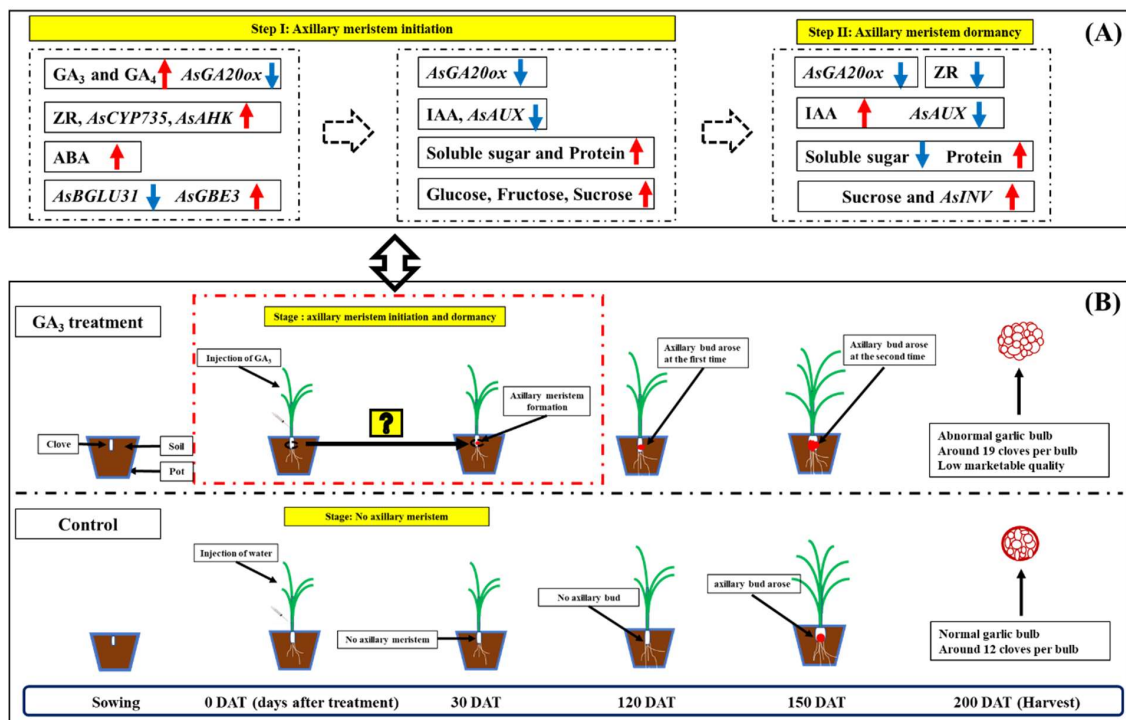 Step I: Axillary meristem initiation
Step II: Axillary meristem dormancy
(A)
GA3 and GA4 AsGA20ox
ZR, AsCYP735, AsAHK
ABA
AsBGLU31 AsGBE3
AsGA20ox
IAA, AsAUX
Soluble sugar and Protein
Glucose, Fructose, Sucrose
AsGA20ox ZR
IAA AsAUX
Soluble sugar Protein
Sucrose and AsINV
(B)
GA3 treatment
Stage : axillary meristem initiation and dormancy
Injection of GA3
Clove
Soil
Pot
?
Axillary meristem
formation
Axillary bud arose
at the first time
Axillary bud arose
at the second time
Abnormal garlic bulb
Around 19 cloves per bulb
Low marketable quality
Control
Stage: No axillary meristem
Injection of water
No axillary meristem
No axillary bud
axillary bud arose
Normal garlic bulb
Around 12 cloves per bulb
Sowing 0 DAT (days after treatment) 30 DAT 120 DAT 150 DAT 200 DAT (Harvest)